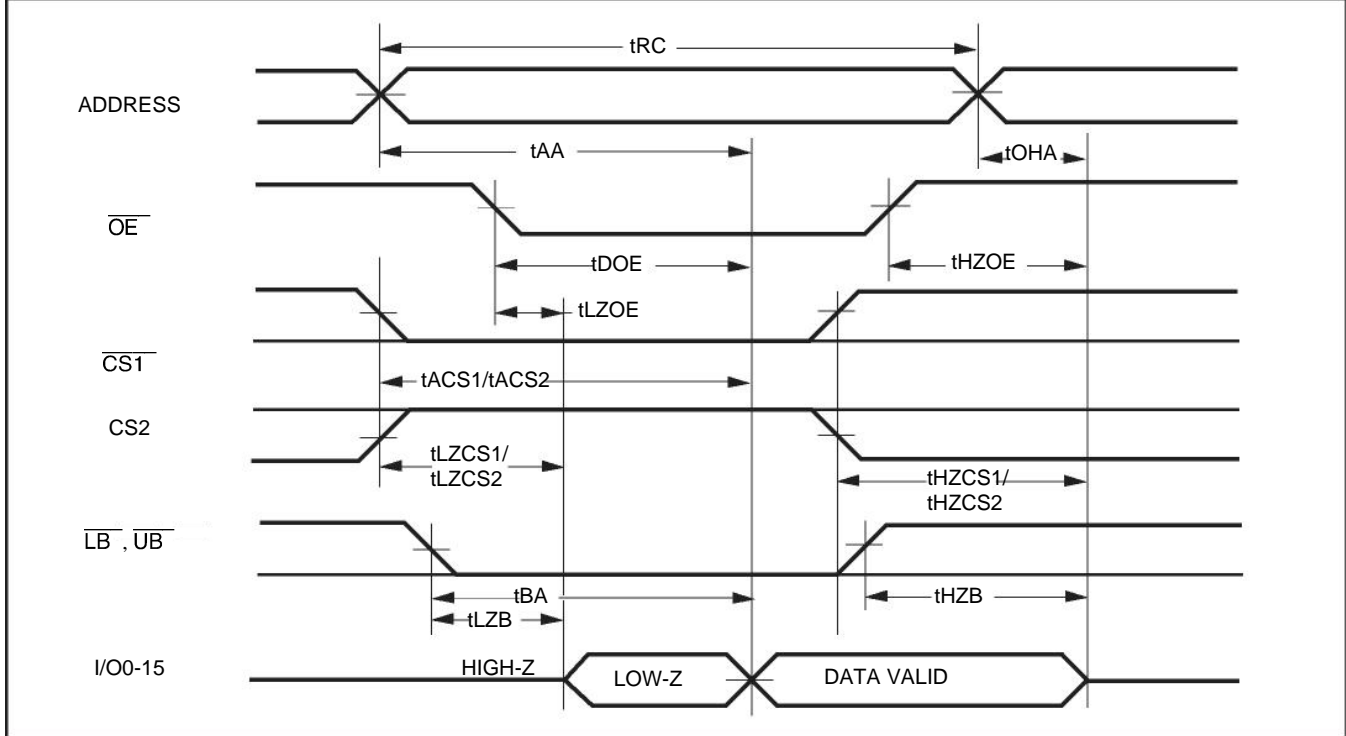 tRC
ADDRESS
tAA
tOHA
OE
tDOE
tHZOE
tLZOE
CS1
tACS1/tACS2
CS2
tLZCS1/
tLZCS2
tHZCS1/
tHZCS2
LB , UB
tBA
tHZB
tLZB
I/O0-15
HIGH-Z
LOW-Z
DATA VALID